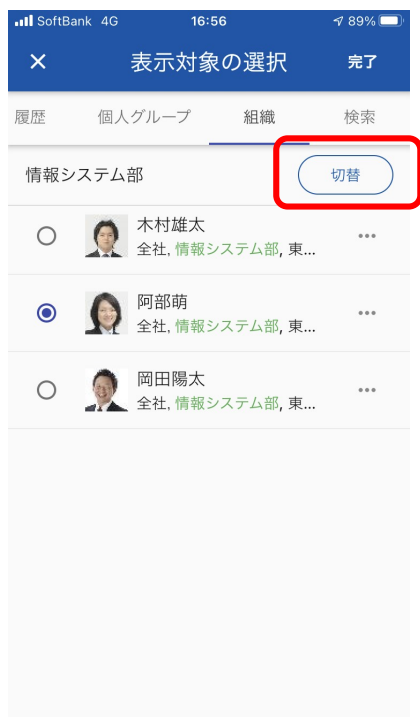 SoftBank 4G 16:56 89%
× 表示対象の選択 完了
履歴 個人グループ 組織 検索
情報システム部 切替
木村雄太
全社, 情報システム部, 東...
阿部萌
全社, 情報システム部, 東...
岡田陽太
全社, 情報システム部, 東...